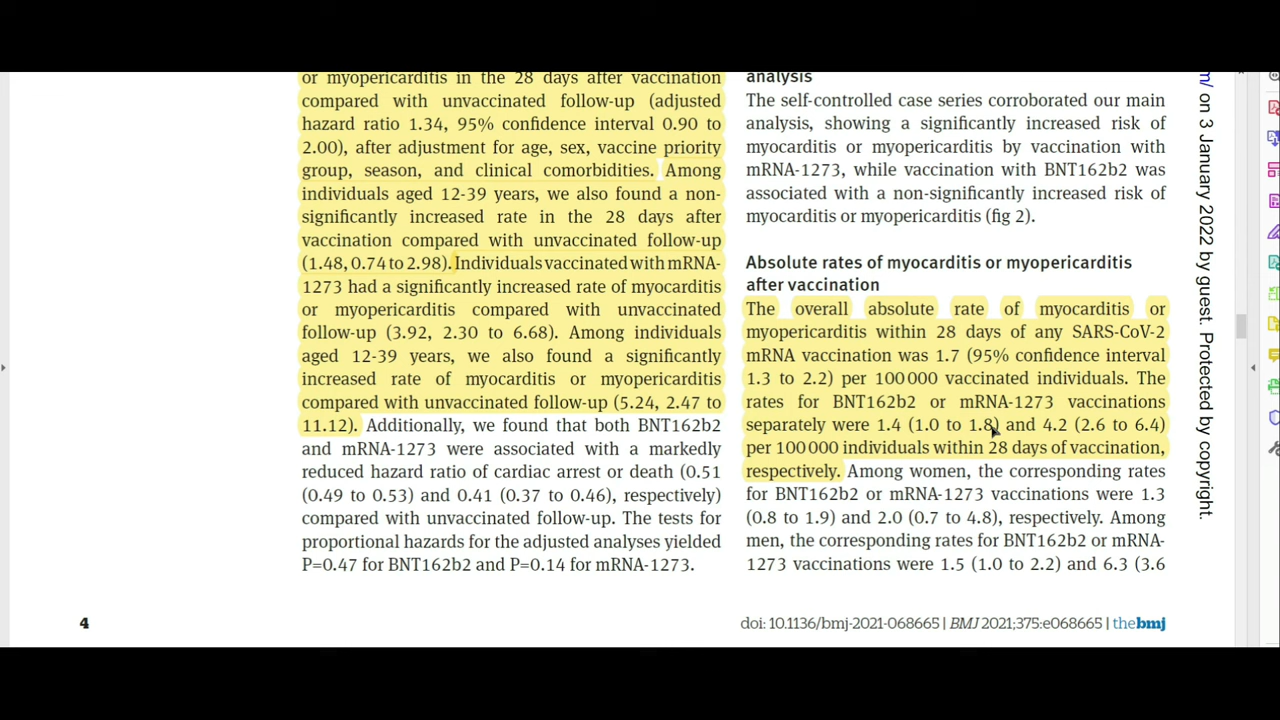 or myopericarditis in the 28 days after vaccination
compared with unvaccinated follow-up (adjusted
hazard ratio 1.34, 95% confidence interval 0.90 to
2.00), after adjustment for age, sex, vaccine priority
group, season, and clinical comorbidities. Among
individuals aged 12-39 years, we also found a non-
significantly increased rate in the 28 days after
vaccination compared with unvaccinated follow-up
(1.48, 0.74 to 2.98). Individuals vaccinated with mRNA-
1273 had a significantly increased rate of myocarditis
or myopericarditis compared with unvaccinated
follow-up (3.92, 2.30 to 6.68). Among individuals
aged 12-39 years, we also found a significantly
increased rate of myocarditis or myopericarditis
compared with unvaccinated follow-up (5.24, 2.47 to
11.12). Additionally, we found that both BNT162b2
and mRNA-1273 were associated with a markedly
reduced hazard ratio of cardiac arrest or death (0.51
(0.49 to 0.53) and 0.41 (0.37 to 0.46), respectively)
compared with unvaccinated follow-up. The tests for
proportional hazards for the adjusted analyses yielded
P=0.47 for BNT162b2 and P=0.14 for mRNA-1273.
analysis
The self-controlled case series corroborated our main
analysis, showing a significantly increased risk of
myocarditis or myopericarditis by vaccination with
mRNA-1273, while vaccination with BNT162b2 was
associated with a non-significantly increased risk of
myocarditis or myopericarditis (fig 2).
Absolute rates of myocarditis or myopericarditis
after vaccination
The overall absolute rate of myocarditis or
myopericarditis within 28 days of any SARS-CoV-2
mRNA vaccination was 1.7 (95% confidence interval
1.3 to 2.2) per 100 000 vaccinated individuals. The
rates for BNT162b2 or mRNA-1273 vaccinations
separately were 1.4 (1.0 to 1.8) and 4.2 (2.6 to 6.4)
per 100 000 individuals within 28 days of vaccination,
respectively. Among women, the corresponding rates
for BNT162b2 or mRNA-1273 vaccinations were 1.3
(0.8 to 1.9) and 2.0 (0.7 to 4.8), respectively. Among
men, the corresponding rates for BNT162b2 or mRNA-
1273 vaccinations were 1.5 (1.0 to 2.2) and 6.3 (3.6
m/ on 3 January 2022 by guest. Protected by copyright.
4
doi: 10.1136/bmj-2021-068665 | BMJ 2021;375:e068665 | thebmj